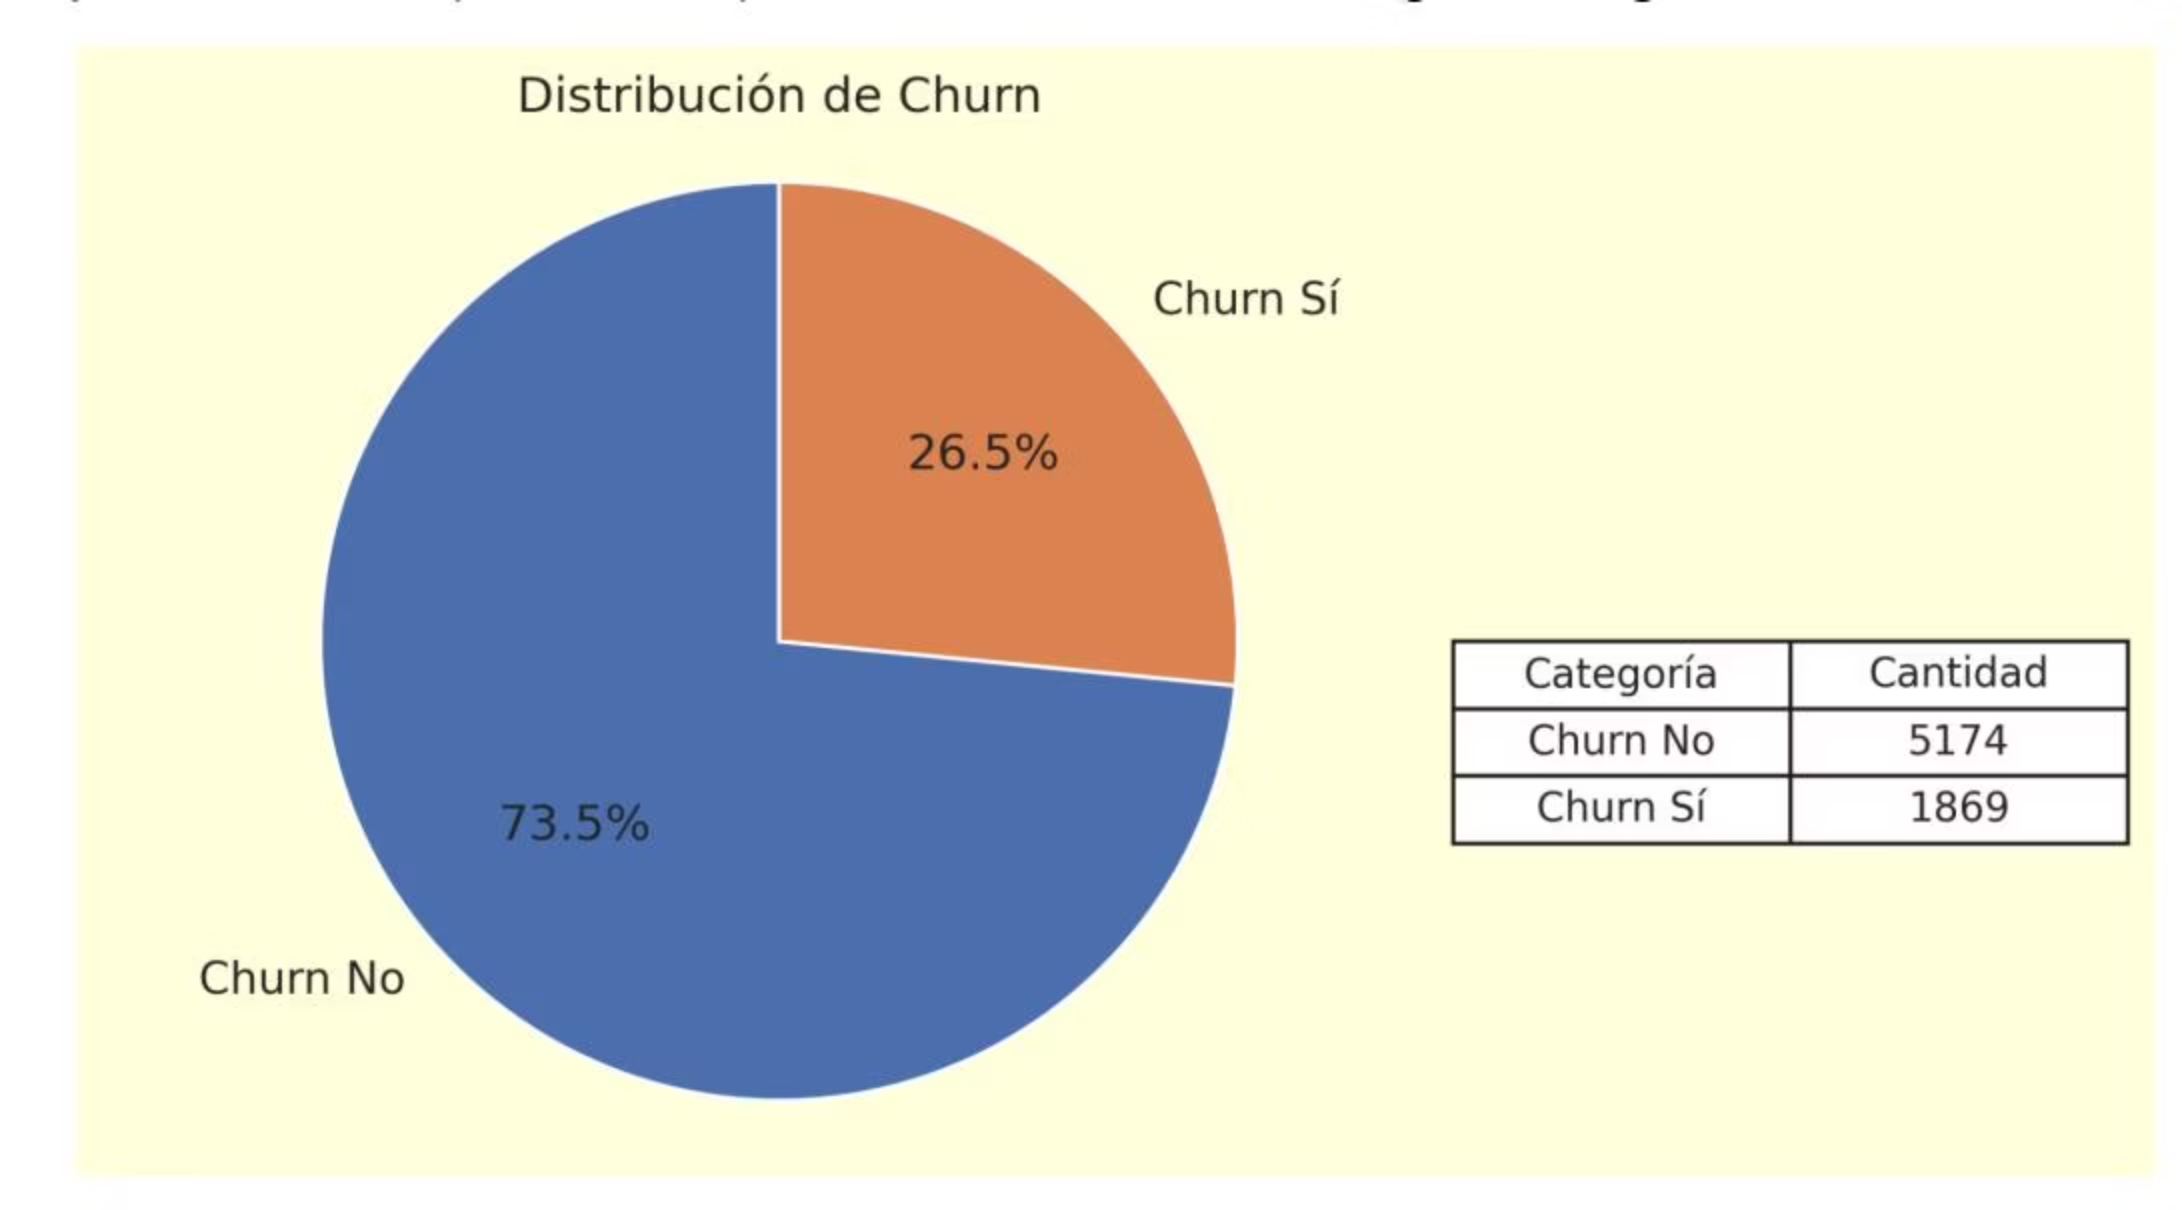 Distribución de Churn
Churn Sí
26.5%
73.5%
Churn No
Categoría Cantidad
Churn No 5174
Churn Sí 1869